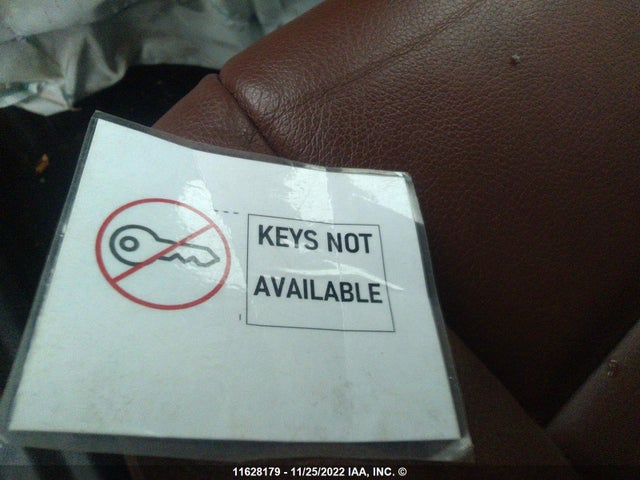 KEYS NOT
AVAILABLE
11628179 - 11/25/2022 IAA, INC. ©